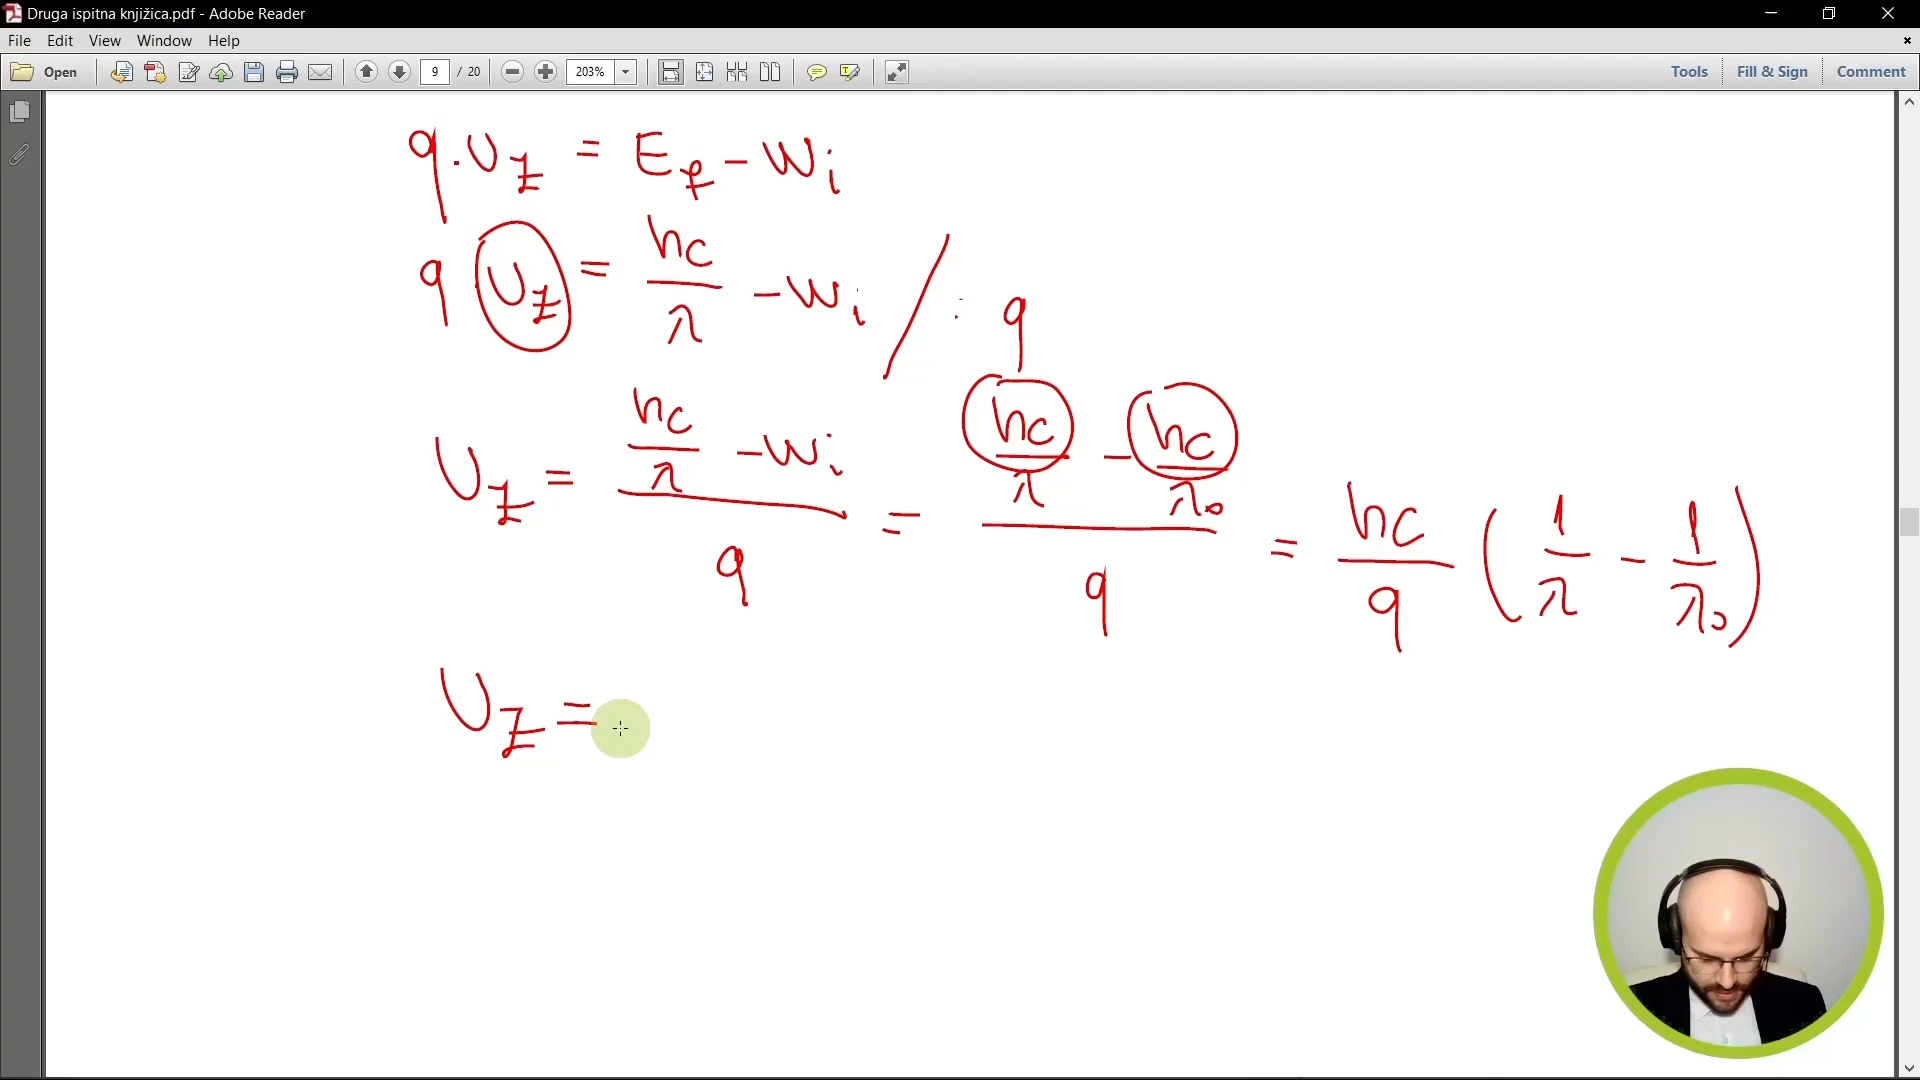 Druga ispitna knjižica.pdf - Adobe Reader
File Edit View Window Help
Open 9 / 20 203% Tools Fill & Sign Comment
q · U_z = E_f - W_i
q U_z = hc/λ - W_i / : q
U_z = (hc/λ - W_i)/q = (hc/λ - hc/λ₀)/q = hc/q (1/λ - 1/λ₀)
U_z =